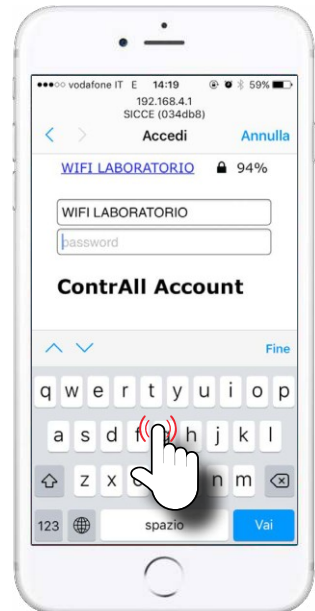 vodafone IT E 14:19 59%
192.168.4.1
SICCE (034db8)
Accedi Annulla
WIFI LABORATORIO 94%
WIFI LABORATORIO
password
ContrAll Account
Fine
q w e r t y u i o p
a s d f g h j k l
z x c n m
123 spazio Vai